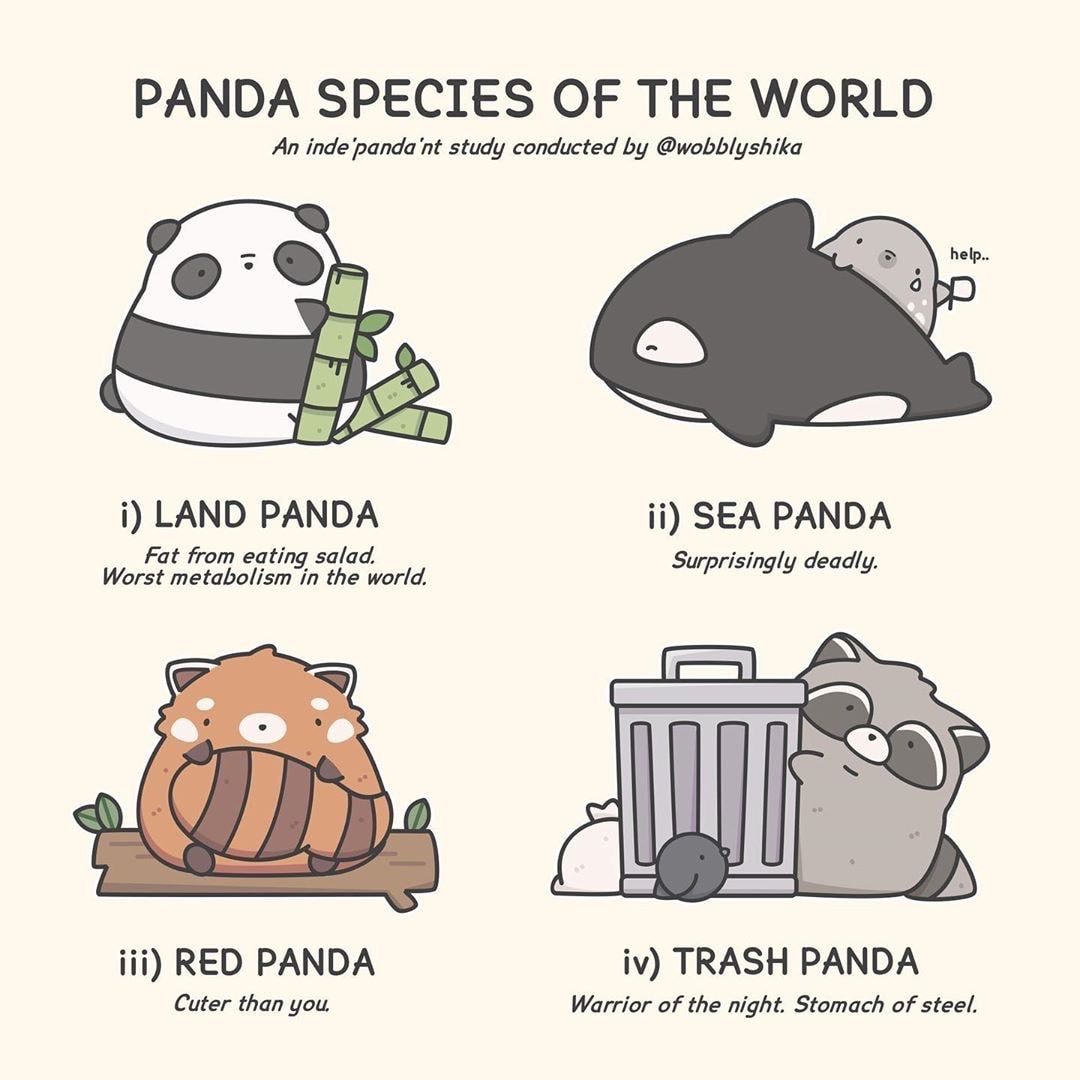 PANDA SPECIES OF THE WORLD
An inde'panda'nt study conducted by @wobblyshika
help..
i) LAND PANDA
Fat from eating salad.
Worst metabolism in the world.
ii) SEA PANDA
Surprisingly deadly.
iii) RED PANDA
Cuter than you.
iv) TRASH PANDA
Warrior of the night. Stomach of steel.